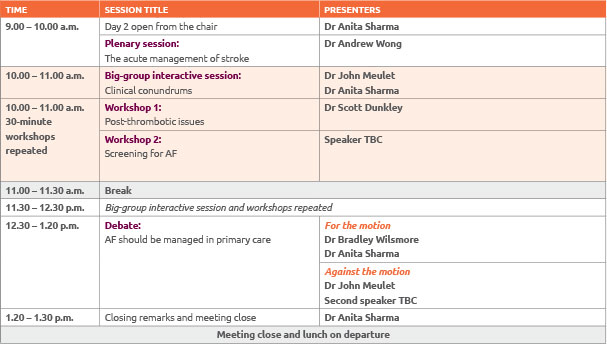 TIME SESSION TITLE PRESENTERS
9.00 – 10.00 a.m. Day 2 open from the chair Dr Anita Sharma
Plenary session: Dr Andrew Wong
The acute management of stroke
10.00 – 11.00 a.m. Big-group interactive session: Dr John Meulet
Clinical conundrums Dr Anita Sharma
10.00 – 11.00 a.m. Workshop 1: Dr Scott Dunkley
30-minute Post-thrombotic issues
workshops Workshop 2: Speaker TBC
repeated Screening for AF
11.00 – 11.30 a.m. Break
11.30 – 12.30 p.m. Big-group interactive session and workshops repeated
12.30 – 1.20 p.m. Debate: For the motion
AF should be managed in primary care Dr Bradley Wilsmore
Dr Anita Sharma
Against the motion
Dr John Meulet
Second speaker TBC
1.20 – 1.30 p.m. Closing remarks and meeting close Dr Anita Sharma
Meeting close and lunch on departure